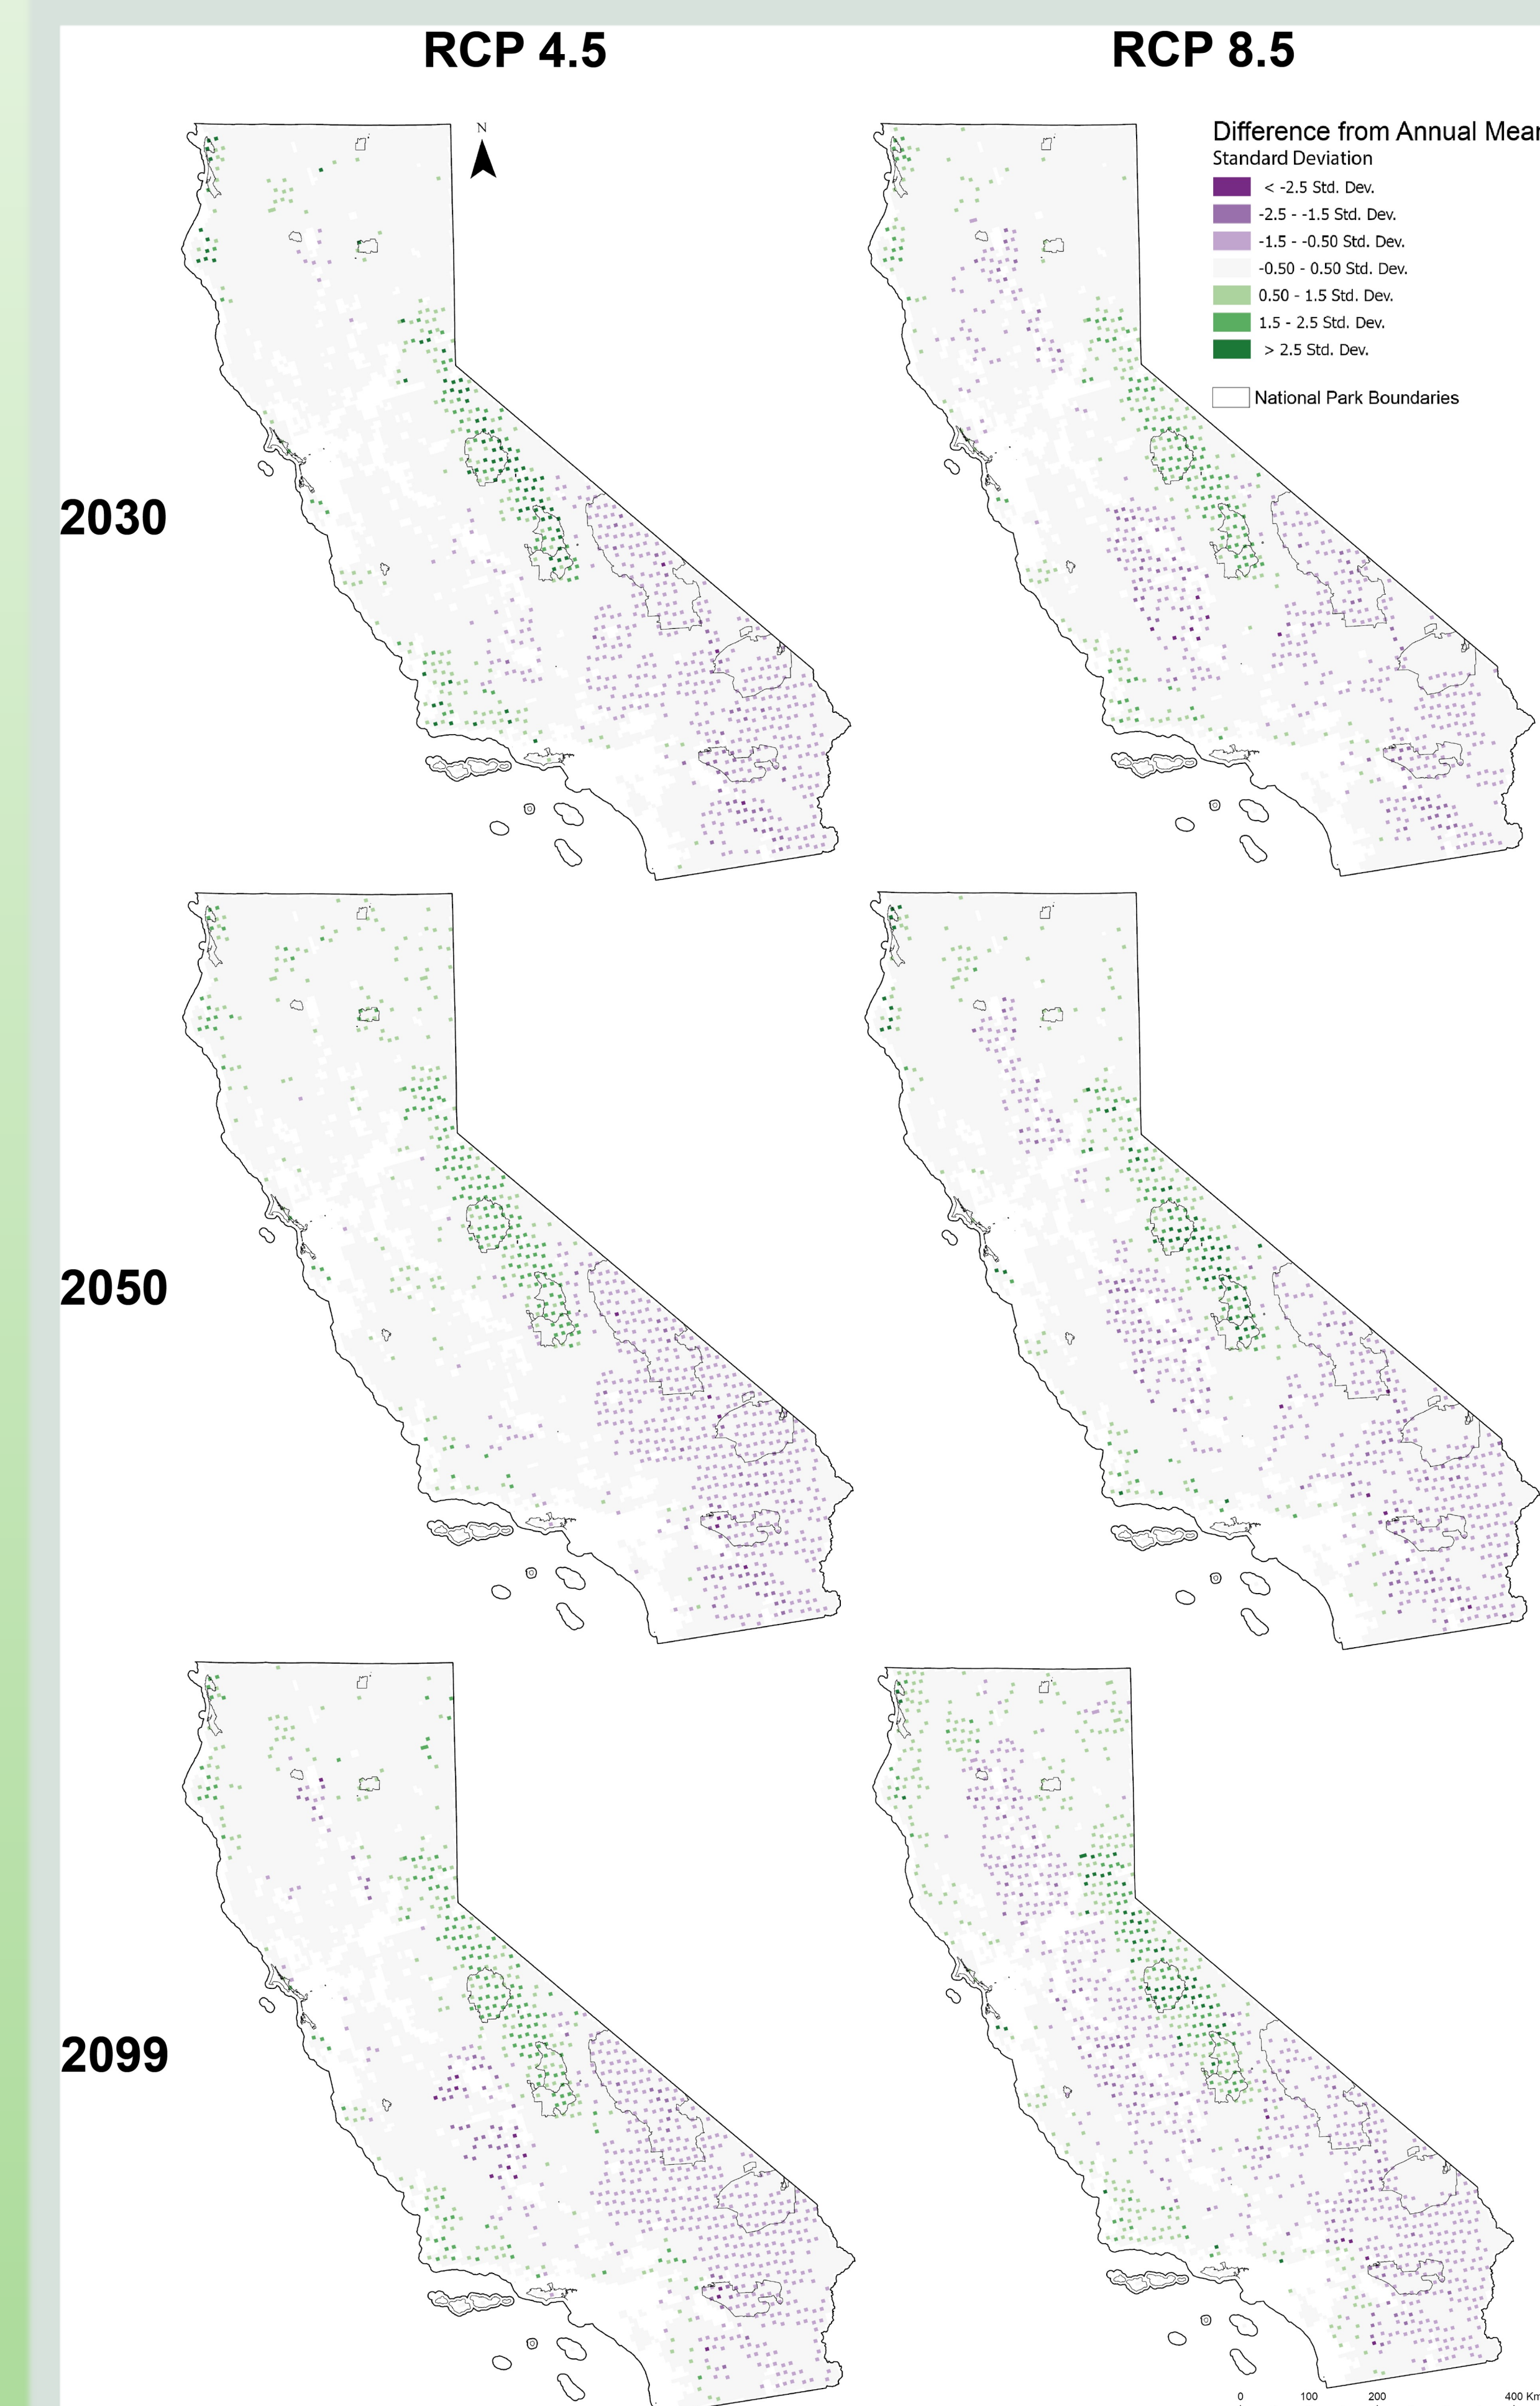 RCP 4.5
RCP 8.5
N
Difference from Annual Mean
Standard Deviation
< -2.5 Std. Dev.
-2.5 - -1.5 Std. Dev.
-1.5 - -0.50 Std. Dev.
-0.50 - 0.50 Std. Dev.
0.50 - 1.5 Std. Dev.
1.5 - 2.5 Std. Dev.
> 2.5 Std. Dev.
National Park Boundaries
2030
2050
2099
0 100 200 400 Km